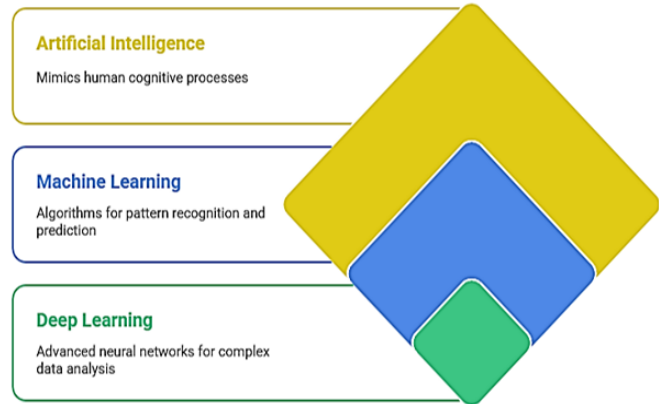 Artificial Intelligence
Mimics human cognitive processes
Machine Learning
Algorithms for pattern recognition and
prediction
Deep Learning
Advanced neural networks for complex
data analysis